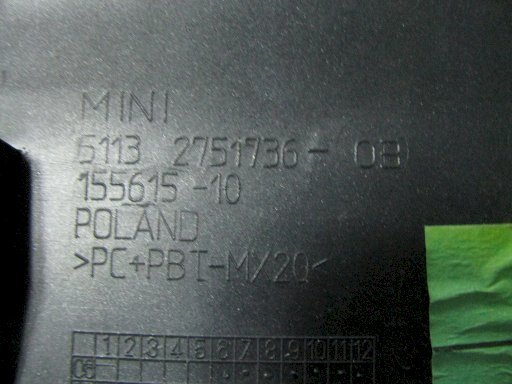 MINI
5113 2751736-08
155615-10
POLAND
>PC+PBT-M/20<
1 2 3 4 5 6 7 8 9 10 11 12
06